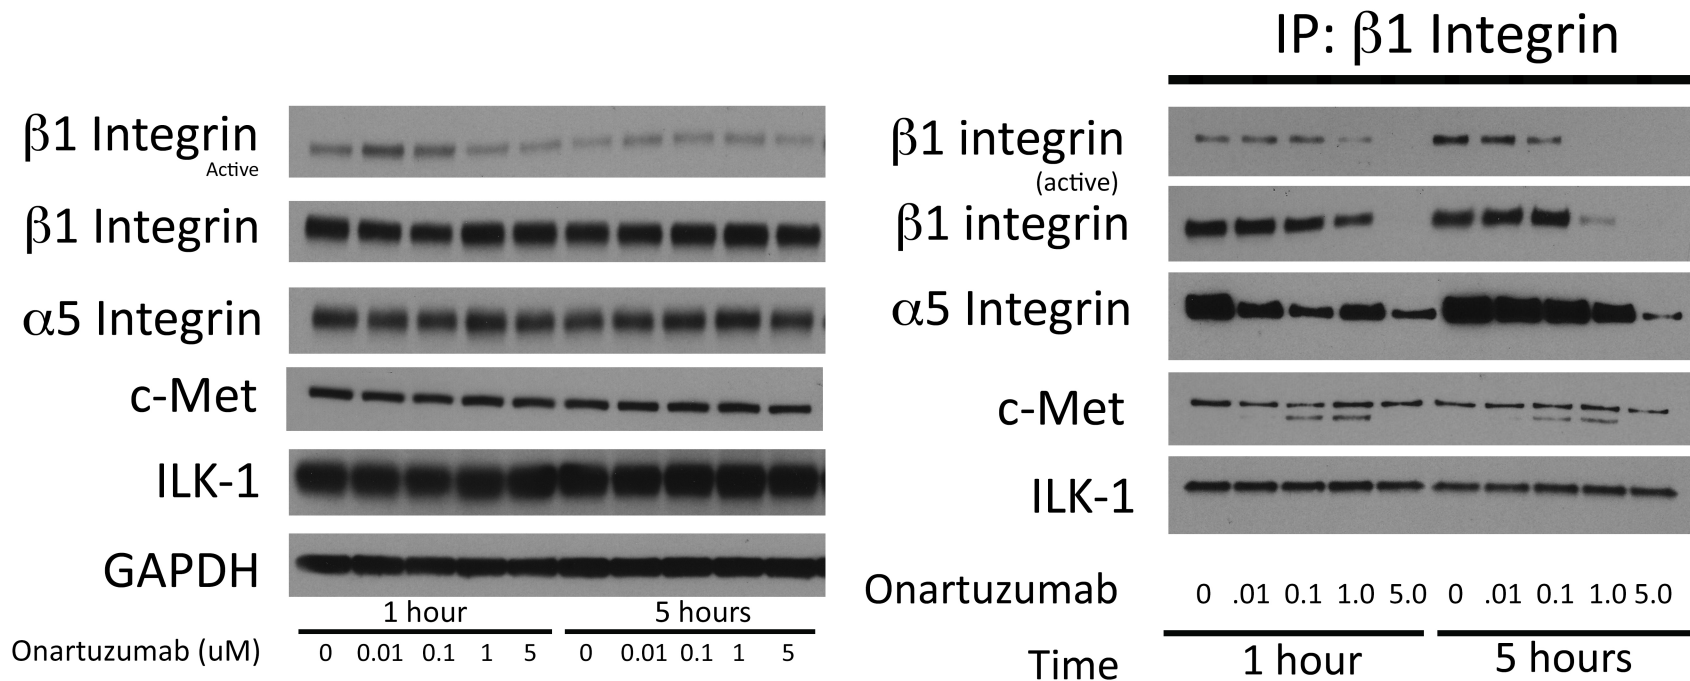 IP: β1 Integrin
β1 Integrin
Active
β1 Integrin
α5 Integrin
c-Met
ILK-1
GAPDH
1 hour 5 hours
Onartuzumab (uM) 0 0.01 0.1 1 5 0 0.01 0.1 1 5
β1 integrin
(active)
β1 integrin
α5 Integrin
c-Met
ILK-1
Onartuzumab 0 .01 0.1 1.0 5.0 0 .01 0.1 1.0 5.0
Time 1 hour 5 hours